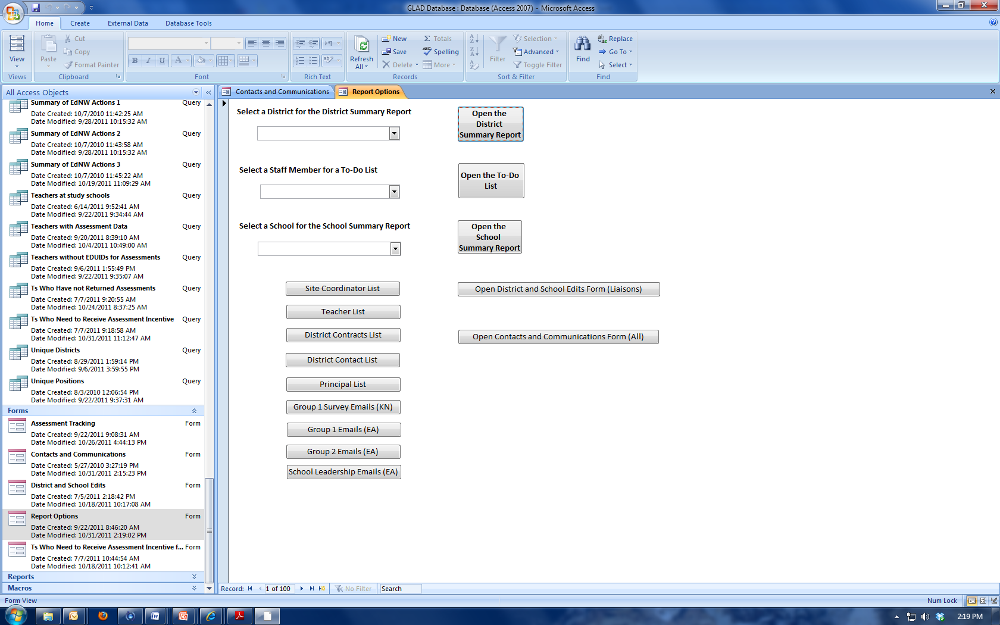 GLAD Database : Database (Access 2007) - Microsoft Access
Home Create External Data Database Tools
View
Views
Paste
Cut
Copy
Format Painter
Clipboard
B I U A
Font
Rich Text
Refresh All
New
Save
Delete
Totals
Spelling
More
Records
Filter
Selection
Advanced
Toggle Filter
Sort & Filter
Find
Replace
Go To
Select
Find
All Access Objects
Summary of EdNW Actions 1 Query
Date Created: 10/7/2010 11:42:25 AM
Date Modified: 9/28/2011 10:15:32 AM
Summary of EdNW Actions 2 Query
Date Created: 10/7/2010 11:43:58 AM
Date Modified: 9/28/2011 10:15:32 AM
Summary of EdNW Actions 3 Query
Date Created: 10/7/2010 11:45:22 AM
Date Modified: 10/19/2011 11:09:29 AM
Teachers at study schools Query
Date Created: 6/14/2011 9:52:41 AM
Date Modified: 9/22/2011 9:34:44 AM
Teachers with Assessment Data Query
Date Created: 9/20/2011 8:39:10 AM
Date Modified: 10/4/2011 10:49:00 AM
Teachers without EDUIDs for Assessments Query
Date Created: 9/6/2011 1:55:49 PM
Date Modified: 9/22/2011 9:35:07 AM
Ts Who Have not Returned Assessments Query
Date Created: 7/7/2011 9:20:55 AM
Date Modified: 10/24/2011 8:37:25 AM
Ts Who Need to Receive Assessment Incentive Query
Date Created: 7/7/2011 9:18:58 AM
Date Modified: 10/31/2011 11:12:47 AM
Unique Districts Query
Date Created: 8/29/2011 1:59:14 PM
Date Modified: 9/6/2011 3:59:55 PM
Unique Positions Query
Date Created: 8/3/2010 12:06:54 PM
Date Modified: 9/22/2011 9:37:31 AM
Forms
Assessment Tracking Form
Date Created: 9/22/2011 9:08:31 AM
Date Modified: 10/26/2011 4:44:13 PM
Contacts and Communications Form
Date Created: 5/27/2010 3:27:19 PM
Date Modified: 10/31/2011 2:15:23 PM
District and School Edits Form
Date Created: 7/5/2011 2:18:42 PM
Date Modified: 10/18/2011 10:17:08 AM
Report Options Form
Date Created: 9/22/2011 8:46:20 AM
Date Modified: 10/31/2011 2:19:02 PM
Ts Who Need to Receive Assessment Incentive f... Form
Date Created: 7/7/2011 10:44:54 AM
Date Modified: 10/18/2011 10:12:41 AM
Reports
Macros
Contacts and Communications Report Options
Select a District for the District Summary Report
Open the
District
Summary Report
Select a Staff Member for a To-Do List
Open the To-Do
List
Select a School for the School Summary Report
Open the
School
Summary Report
Site Coordinator List
Teacher List
District Contracts List
District Contact List
Principal List
Group 1 Survey Emails (KN)
Group 1 Emails (EA)
Group 2 Emails (EA)
School Leadership Emails (EA)
Open District and School Edits Form (Liaisons)
Open Contacts and Communications Form (All)
Record: 1 of 100 No Filter Search
Form View Num Lock
2:19 PM